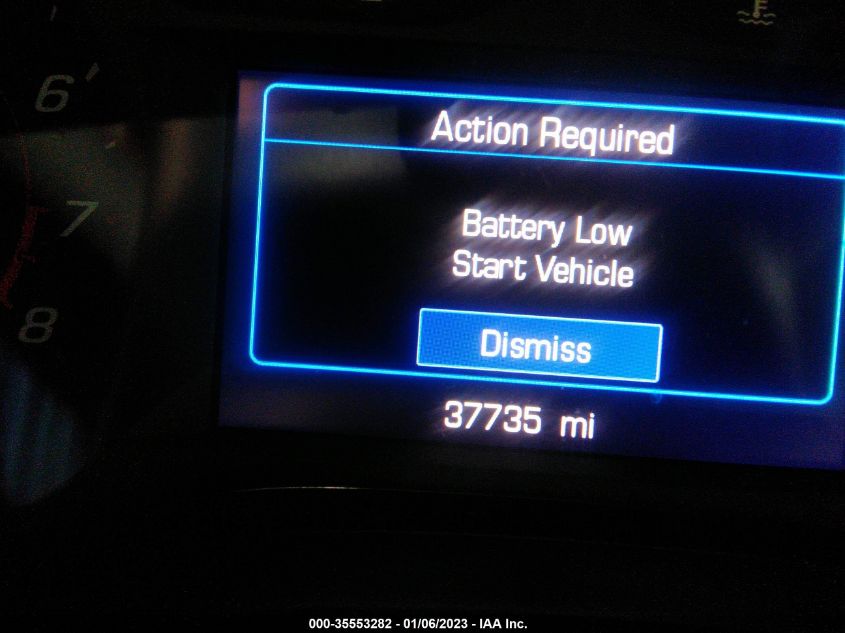 6
7
8
F
Action Required
Battery Low
Start Vehicle
Dismiss
37735 mi
000-35553282 - 01/06/2023 - IAA Inc.